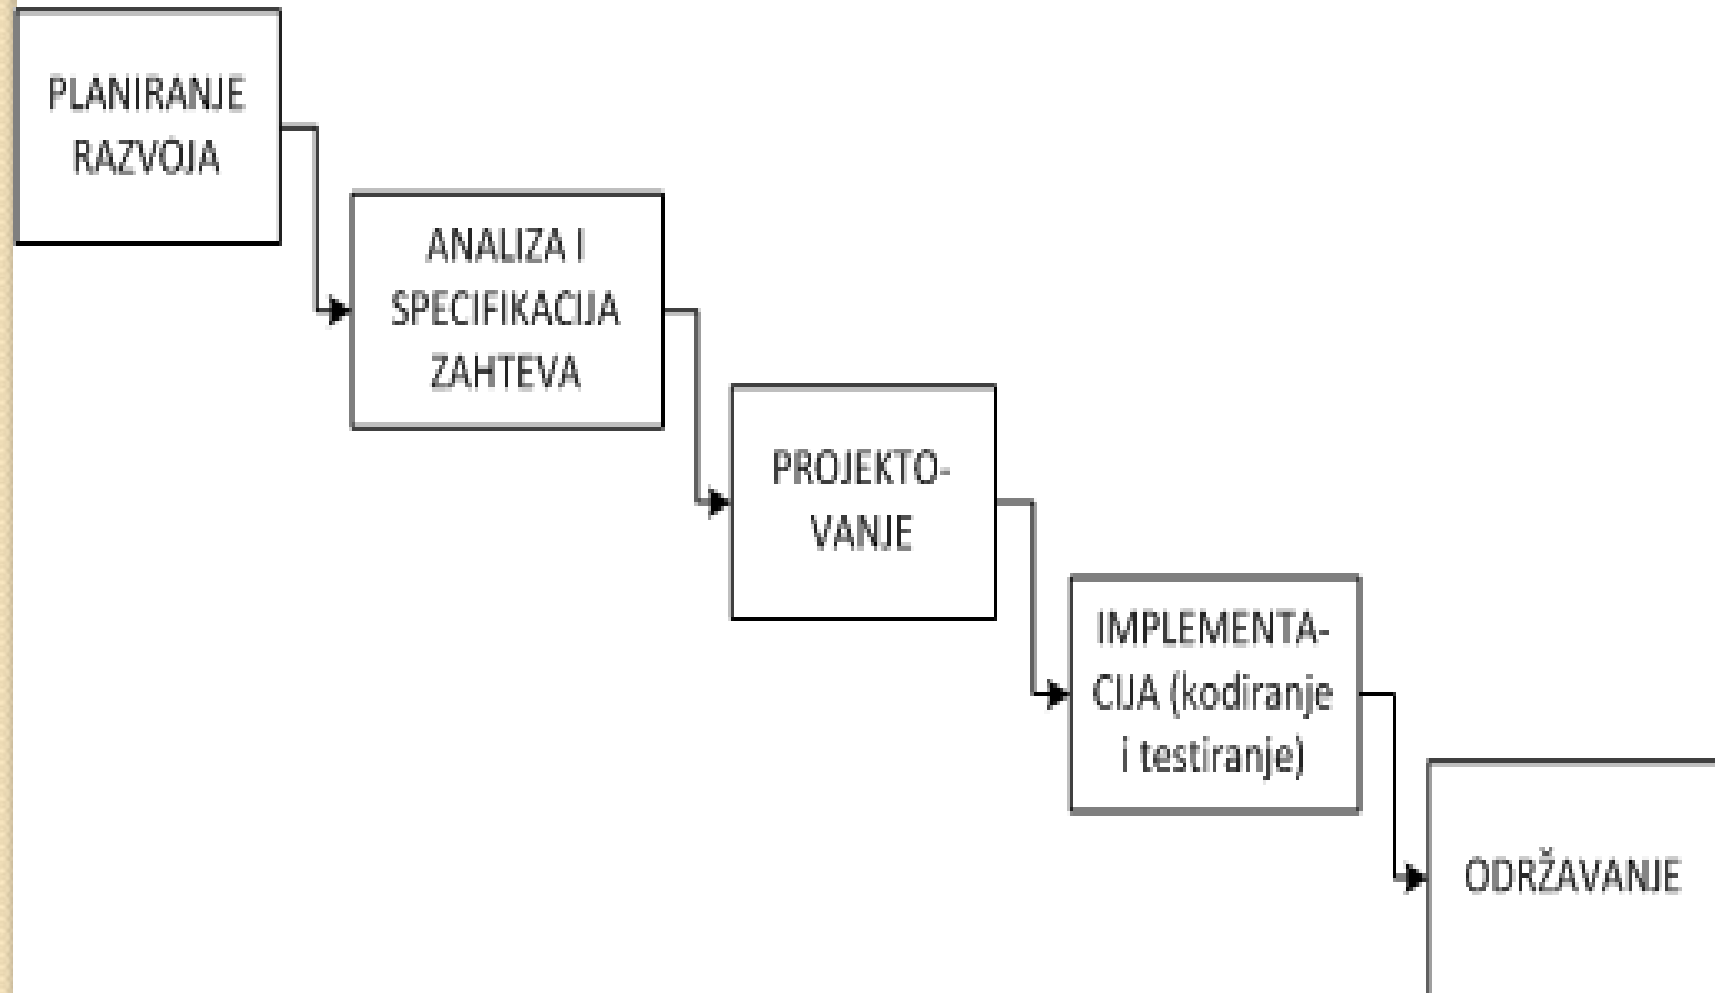 PLANIRANJE
RAZVOJA
ANALIZA I
SPECIFIKACIJA
ZAHTEVA
PROJEKTO-
VANJE
IMPLEMENTA-
CIJA (kodiranje
i testiranje)
ODRŽAVANJE